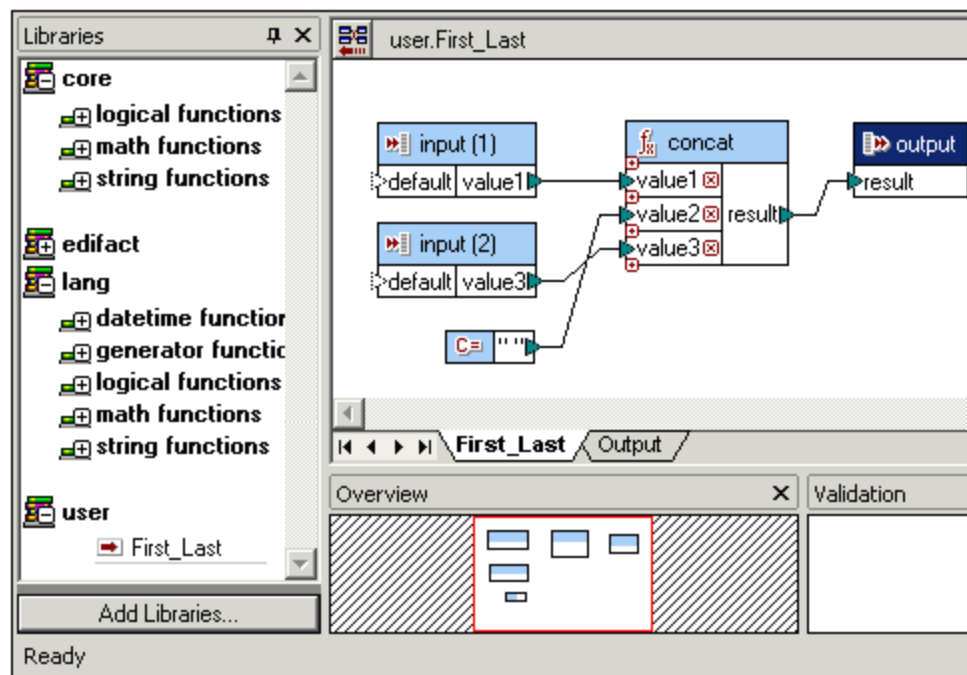 Libraries
core
logical functions
math functions
string functions
edifact
lang
datetime function
generator functic
logical functions
math functions
string functions
user
First_Last
Add Libraries...
Ready
user.First_Last
input (1)
default value1
input (2)
default value3
C= " "
concat
value1
value2 result
value3
output
result
First_Last Output
Overview
Validation